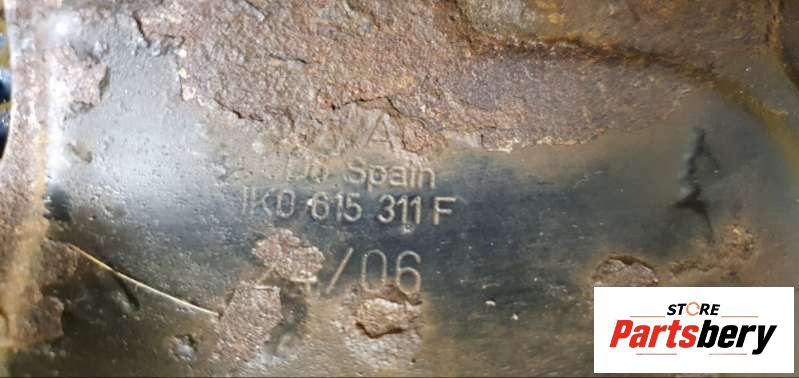 Spain
1K0 615 311 F
/06
STORE
Partsbery